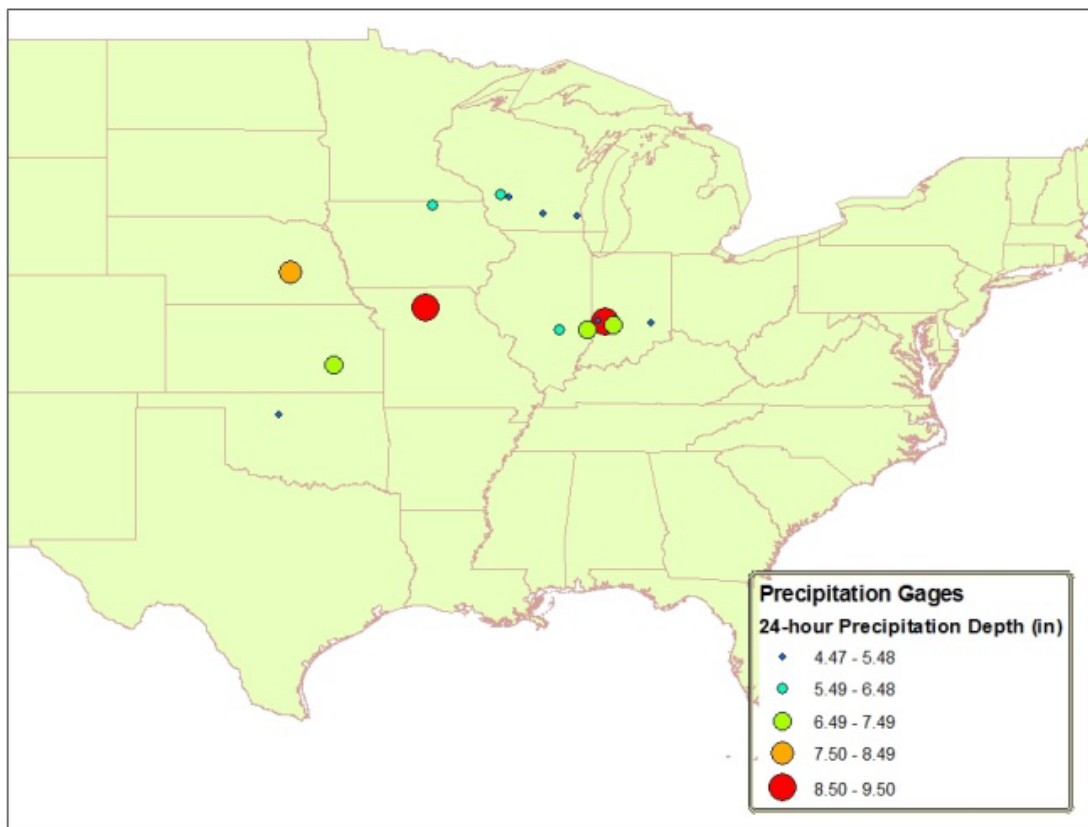 Precipitation Gages
24-hour Precipitation Depth (in)
4.47 - 5.48
5.49 - 6.48
6.49 - 7.49
7.50 - 8.49
8.50 - 9.50